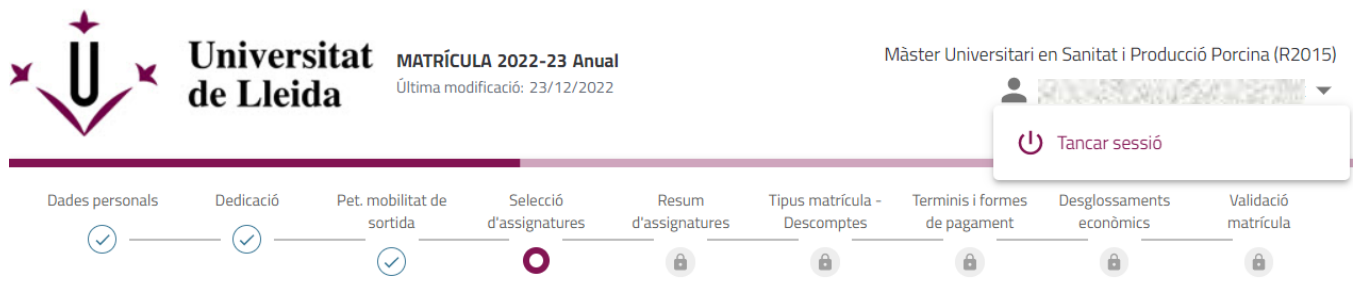 Universitat
de Lleida
MATRÍCULA 2022-23 Anual
Última modificació: 23/12/2022
Màster Universitari en Sanitat i Producció Porcina (R2015)
Tancar sessió
Dades personals
Dedicació
Pet. mobilitat de
sortida
Selecció
d'assignatures
Resum
d'assignatures
Tipus matrícula -
Descomptes
Terminis i formes
de pagament
Desglossaments
econòmics
Validació
matrícula